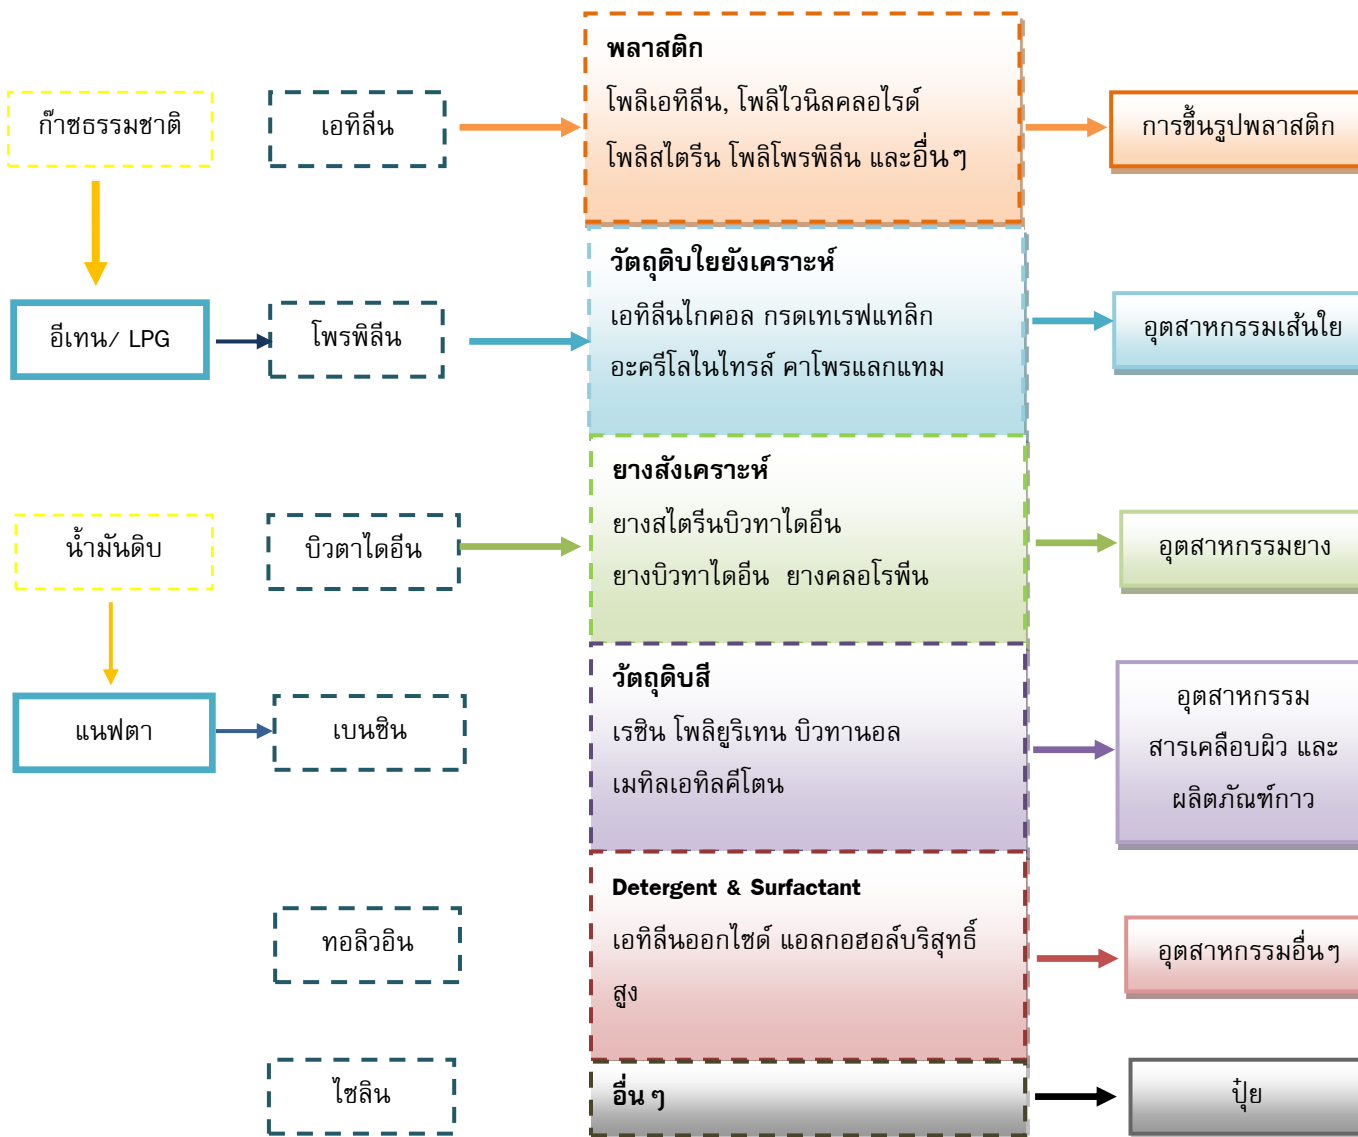 พลาสติก
โพลิเอทิลีน, โพลิไวนิลคลอไรด์
โพลิสไตรีน โพลิโพรพิลีน และอื่นๆ
ก๊าซธรรมชาติ
เอทิลีน
การขึ้นรูปพลาสติก
วัตถุดิบใยยังเคราะห์
เอทิลีนไกคอล กรดเทเรฟแทลิก
อะครีโลไนไทรล์ คาโพรแลกแทม
อีเทน/ LPG
โพรพิลีน
อุตสาหกรรมเส้นใย
ยางสังเคราะห์
ยางสไตรีนบิวทาไดอีน
ยางบิวทาไดอีน ยางคลอโรพีน
น้ำมันดิบ
บิวตาไดอีน
อุตสาหกรรมยาง
วัตถุดิบสี
เรซิน โพลิยูริเทน บิวทานอล
เมทิลเอทิลคีโตน
แนฟตา
เบนซิน
อุตสาหกรรม
สารเคลือบผิว และ
ผลิตภัณฑ์กาว
Detergent & Surfactant
เอทิลีนออกไซด์ แอลกอฮอล์บริสุทธิ์
สูง
ทอลิวอิน
อุตสาหกรรมอื่นๆ
ไซลิน
อื่นๆ
ปุ๋ย